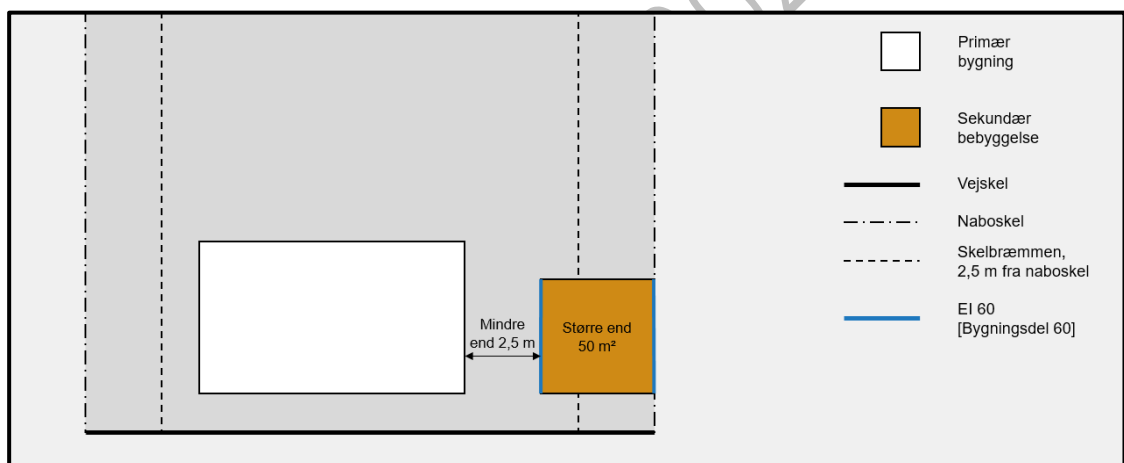 Primær
bygning
Sekundær
bebyggelse
Vejskel
Naboskel
Skelbræmmen,
2,5 m fra naboskel
EI 60
[Bygningsdel 60]
Mindre
end 2,5 m
Større end
50 m²